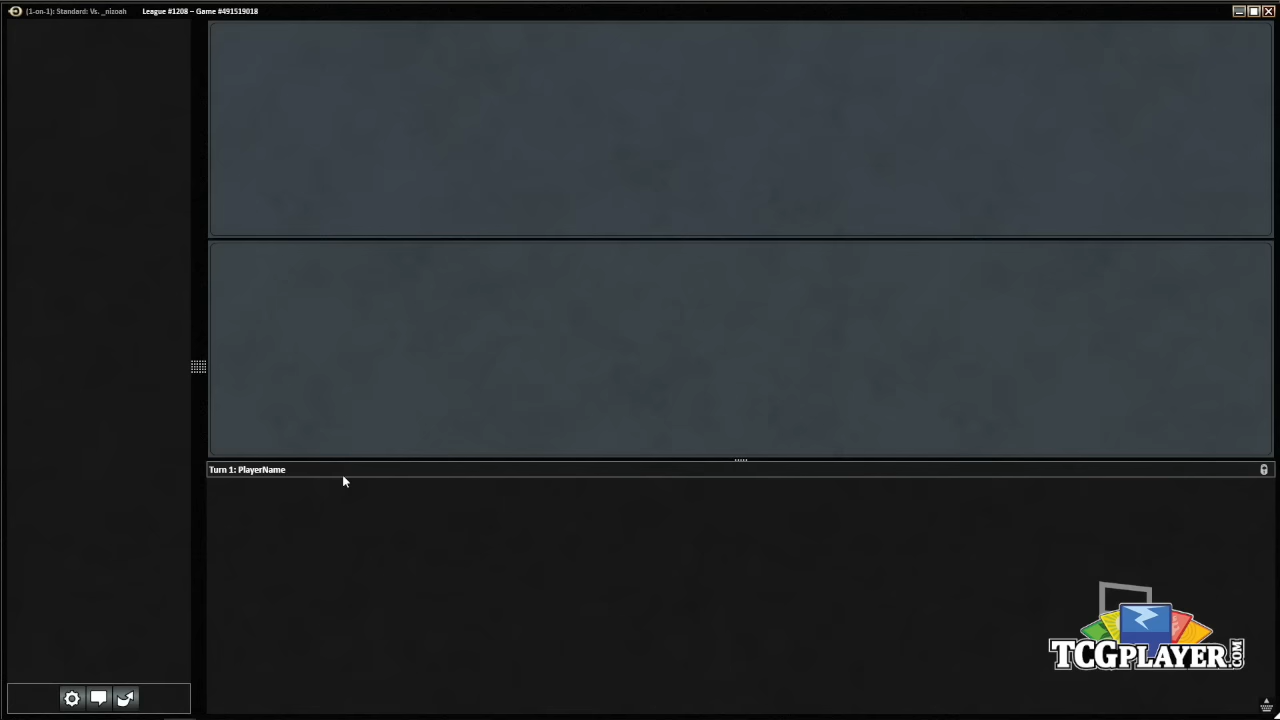 (1-on-1): Standard: Vs. _nizoah
League #1208 – Game #491519018
Turn 1: PlayerName
TCGPLAYER.COM